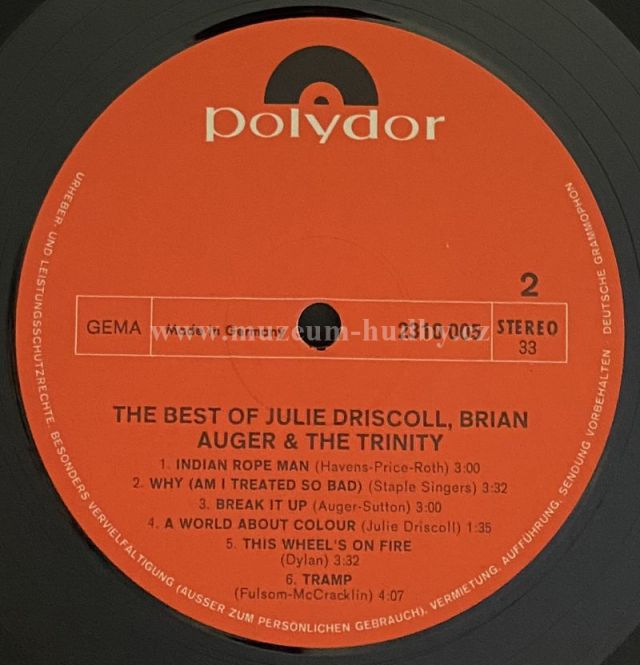 polydor
2
GEMA
Made in Germany
2310 005
STEREO
33
www.muzeum-hudby.cz
THE BEST OF JULIE DRISCOLL, BRIAN
AUGER & THE TRINITY
1. INDIAN ROPE MAN (Havens-Price-Roth) 3:00
2. WHY (AM I TREATED SO BAD) (Staple Singers) 3:32
3. BREAK IT UP (Auger-Sutton) 3:00
4. A WORLD ABOUT COLOUR (Julie Driscoll) 1:35
5. THIS WHEEL'S ON FIRE
(Dylan) 3:32
6. TRAMP
(Fulsom-McCracklin) 4:07
URHEBER- UND LEISTUNGSSCHUTZRECHTE. BESONDERS VERVIELFÄLTIGUNG (AUSSER ZUM PERSÖNLICHEN GEBRAUCH), VERMIETUNG, AUFFÜHRUNG, SENDUNG VORBEHALTEN · DEUTSCHE GRAMMOPHON